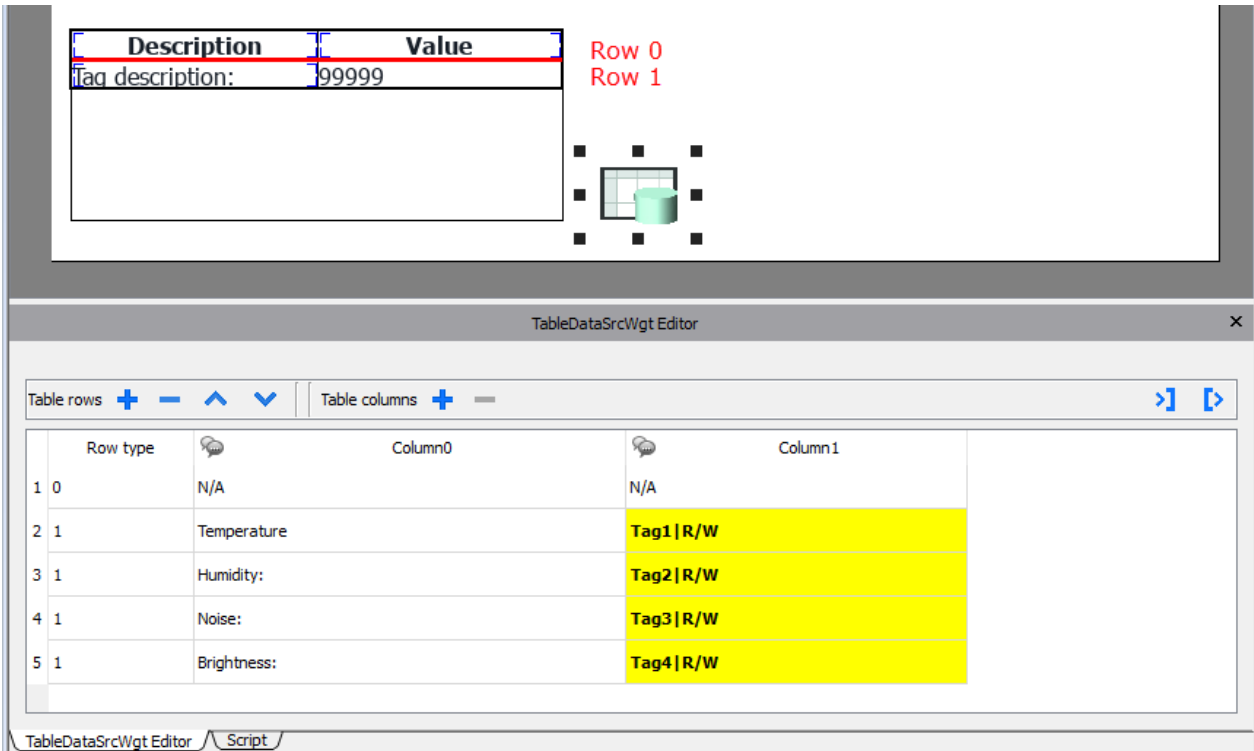 Description Value Row 0
Tag description: 99999 Row 1
TableDataSrcWgt Editor ×
Table rows Table columns
Row type Column0 Column1
1 0 N/A N/A
2 1 Temperature Tag1|R/W
3 1 Humidity: Tag2|R/W
4 1 Noise: Tag3|R/W
5 1 Brightness: Tag4|R/W
TableDataSrcWgt Editor Script